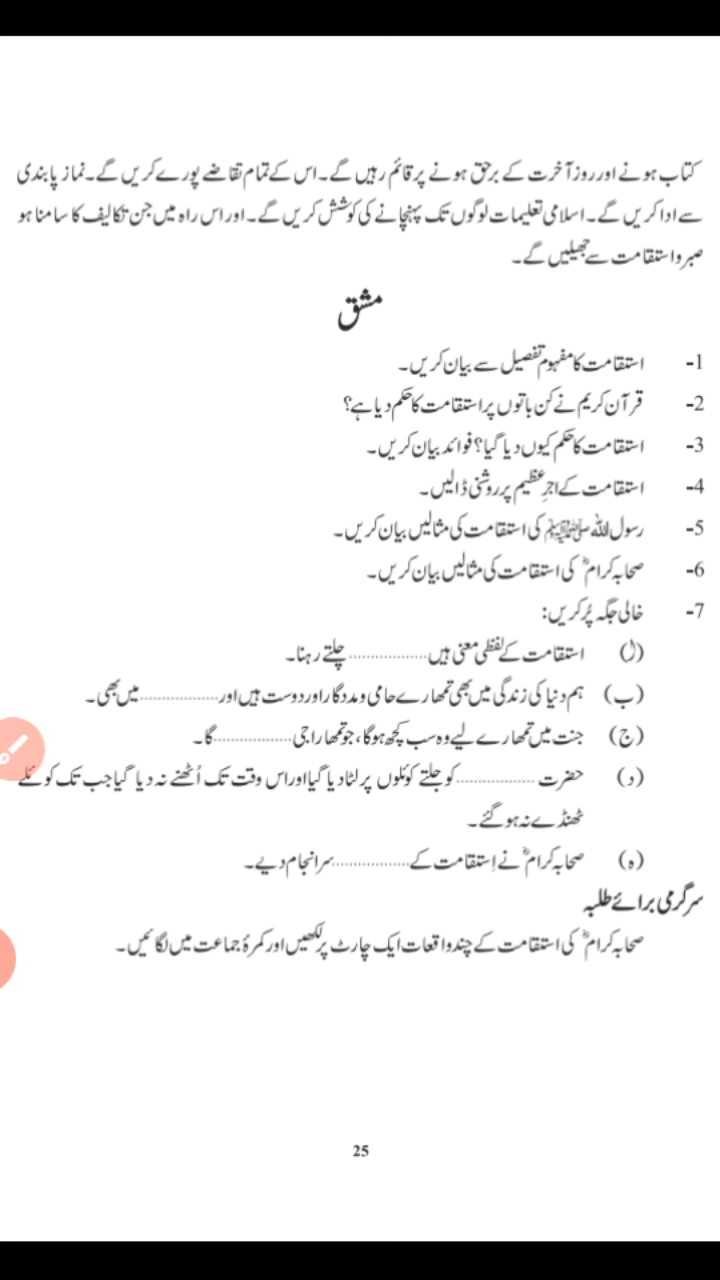 کتاب ہونے اور روز آخرت کے برحق ہونے پر قائم رہیں گے۔ اس کے تمام تقاضے پورے کریں گے۔ نماز پابندی
سے ادا کریں گے۔ اسلامی تعلیمات لوگوں تک پہنچانے کی کوشش کریں گے۔ اور اس راہ میں جن تکالیف کا سامنا ہو
صبر و استقامت سے جھیلیں گے۔
مشق
1- استقامت کا مفہوم تفصیل سے بیان کریں۔
2- قرآن کریم نے کن باتوں پر استقامت کا حکم دیا ہے؟
3- استقامت کا حکم کیوں دیا گیا؟ فوائد بیان کریں۔
4- استقامت کے اجرِ عظیم پر روشنی ڈالیں۔
5- رسول اللہ ﷺ کی استقامت کی مثالیں بیان کریں۔
6- صحابہ کرامؓ کی استقامت کی مثالیں بیان کریں۔
7- خالی جگہ پُر کریں:
(ا) استقامت کے لفظی معنی ہیں .................. چلتے رہنا۔
(ب) ہم دنیا کی زندگی میں بھی تمھارے حامی و مددگار اور دوست ہیں اور .................. میں بھی۔
(ج) جنت میں تمھارے لیے وہ سب کچھ ہوگا، جو تمھارا جی .................. گا۔
(د) حضرت .................. کو جلتے کوئلوں پر لٹا دیا گیا اور اس وقت تک اُٹھنے نہ دیا گیا جب تک کوئلے
ٹھنڈے نہ ہو گئے۔
(ہ) صحابہ کرامؓ نے اِستقامت کے .................. سر انجام دیے۔
سرگرمی برائے طلبہ
صحابہ کرامؓ کی استقامت کے چند واقعات ایک چارٹ پر لکھیں اور کمرۂ جماعت میں لگائیں۔
25